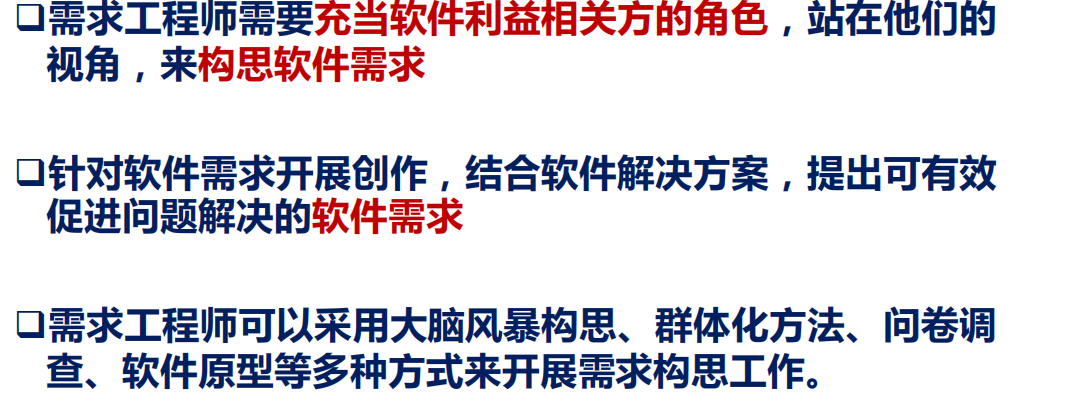 ❑需求工程师需要充当软件利益相关方的角色，站在他们的
视角，来构思软件需求
❑针对软件需求开展创作，结合软件解决方案，提出可有效
促进问题解决的软件需求
❑需求工程师可以采用大脑风暴构思、群体化方法、问卷调
查、软件原型等多种方式来开展需求构思工作。